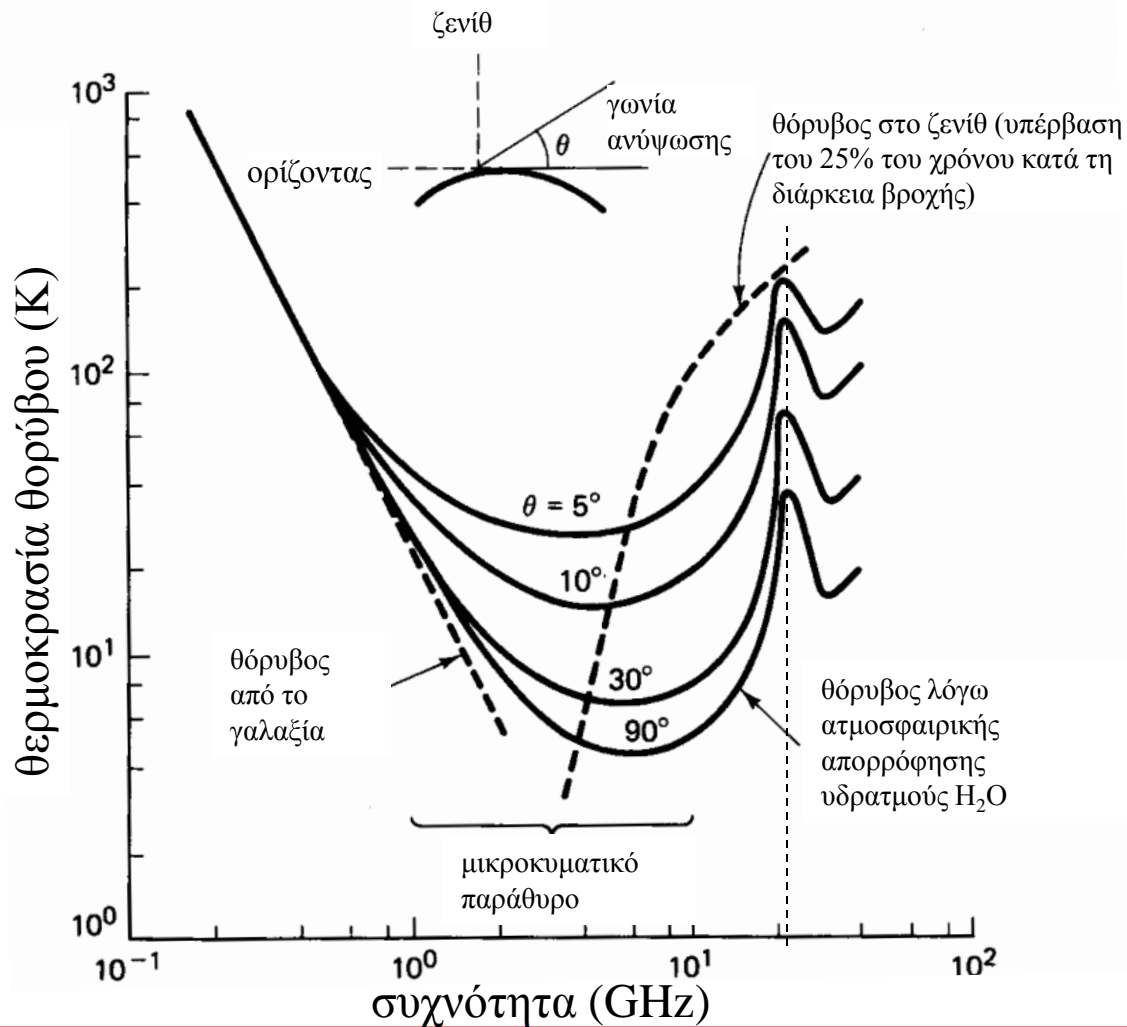 ζενίθ
10³
γωνία
ανύψωσης
θ
ορίζοντας
θόρυβος στο ζενίθ (υπέρβαση
του 25% του χρόνου κατά τη
διάρκεια βροχής)
θερμοκρασία θορύβου (K)
10²
θ = 5°
10°
10¹
30°
90°
θόρυβος
από το
γαλαξία
θόρυβος λόγω
ατμοσφαιρικής
απορρόφησης
υδρατμούς H₂O
μικροκυματικό
παράθυρο
10⁰
10⁻¹
10⁰
10¹
10²
συχνότητα (GHz)